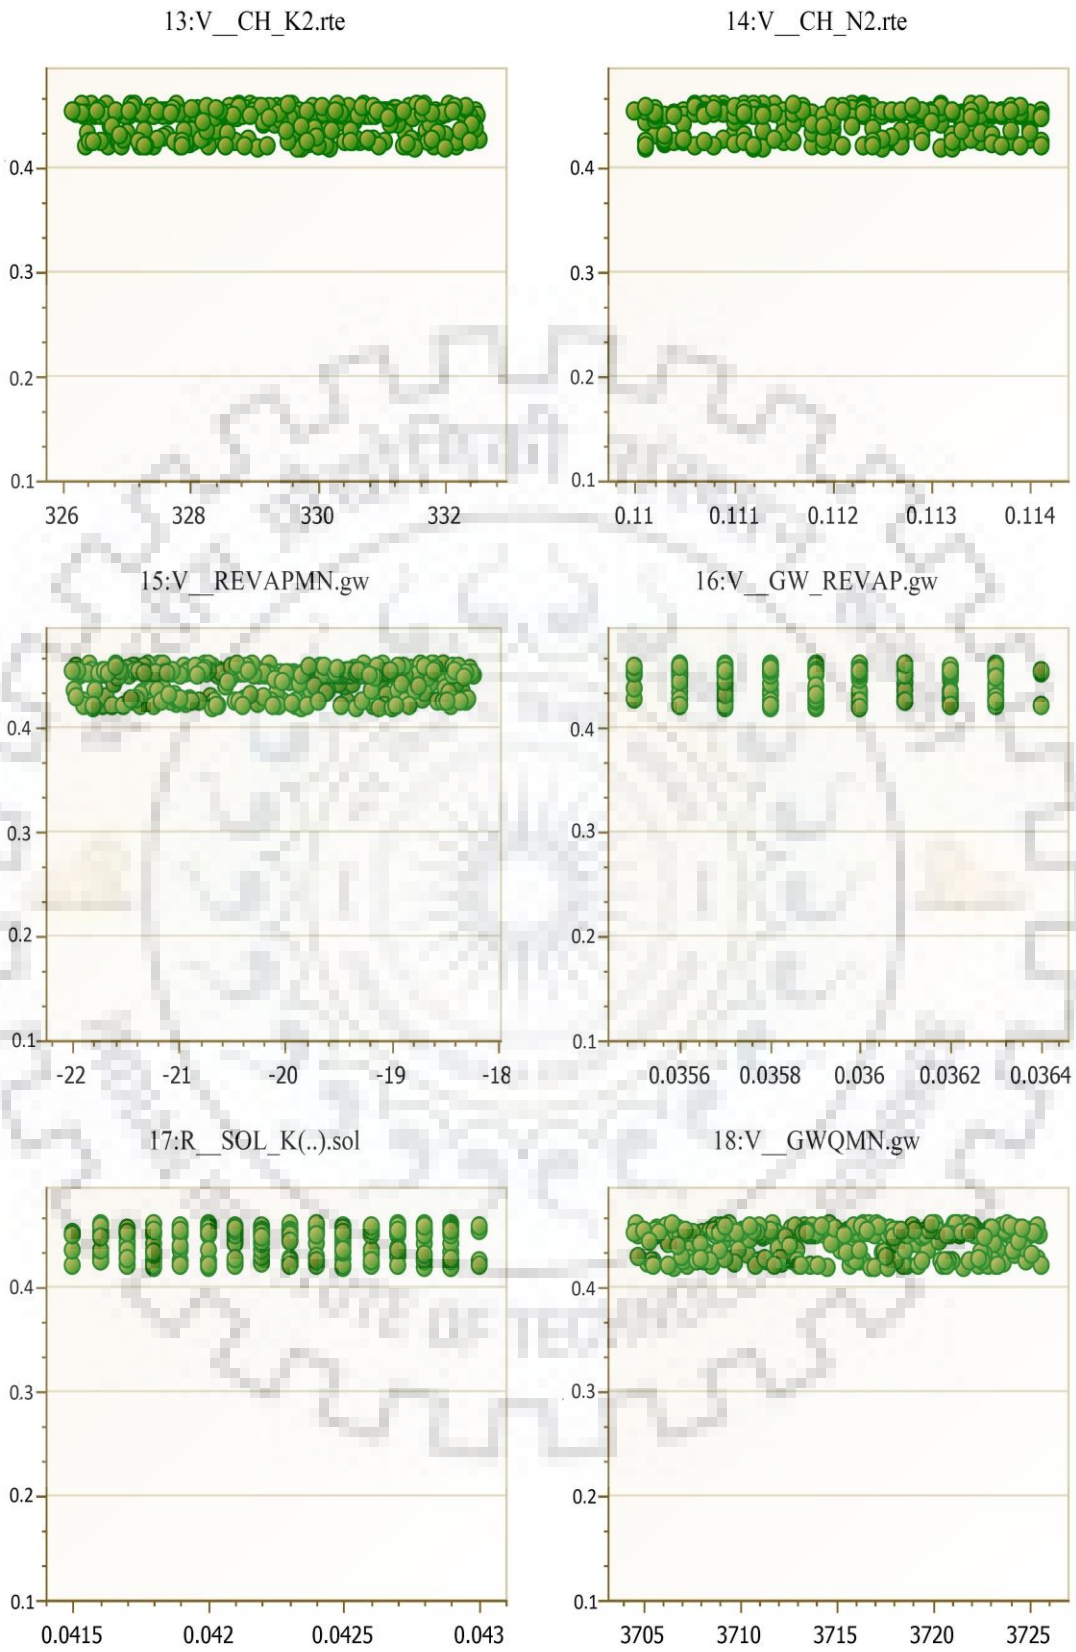 13:V__CH_K2.rte 14:V__CH_N2.rte
0.4 0.4
0.3 0.3
0.2 0.2
0.1 0.1
326 328 330 332 0.11 0.111 0.112 0.113 0.114
15:V__REVAPMN.gw 16:V__GW_REVAP.gw
0.4 0.4
0.3 0.3
0.2 0.2
0.1 0.1
-22 -21 -20 -19 -18 0.0356 0.0358 0.036 0.0362 0.0364
17:R__SOL_K(..).sol 18:V__GWQMN.gw
0.4 0.4
OF TECHN
0.3 0.3
0.2 0.2
0.1 0.1
0.0415 0.042 0.0425 0.043 3705 3710 3715 3720 3725